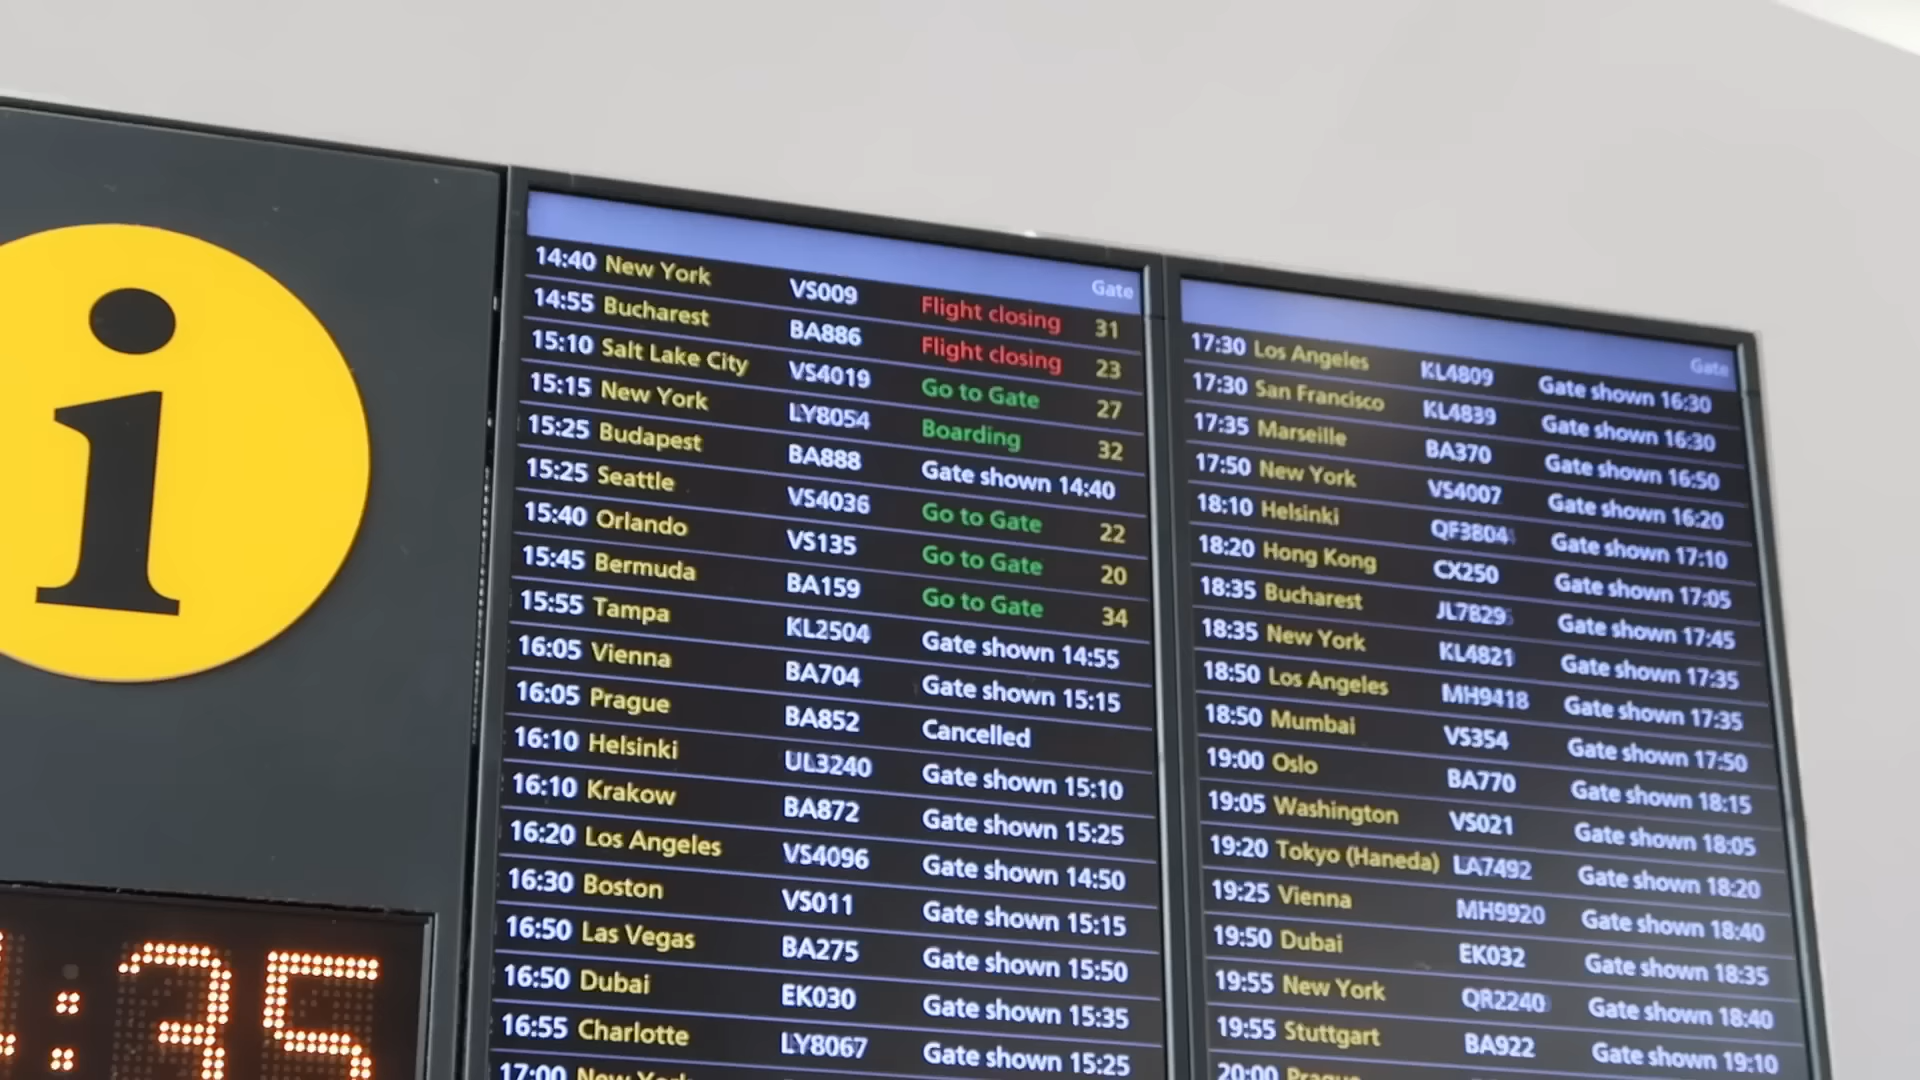 i
:35
Gate
14:40 New York VS009 Flight closing 31
14:55 Bucharest BA886 Flight closing 23
15:10 Salt Lake City VS4019 Go to Gate 27
15:15 New York LY8054 Boarding 32
15:25 Budapest BA888 Gate shown 14:40
15:25 Seattle VS4036 Go to Gate 22
15:40 Orlando VS135 Go to Gate 20
15:45 Bermuda BA159 Go to Gate 34
15:55 Tampa KL2504 Gate shown 14:55
16:05 Vienna BA704 Gate shown 15:15
16:05 Prague BA852 Cancelled
16:10 Helsinki UL3240 Gate shown 15:10
16:10 Krakow BA872 Gate shown 15:25
16:20 Los Angeles VS4096 Gate shown 14:50
16:30 Boston VS011 Gate shown 15:15
16:50 Las Vegas BA275 Gate shown 15:50
16:50 Dubai EK030 Gate shown 15:35
16:55 Charlotte LY8067 Gate shown 15:25
17:00 New York
Gate
17:30 Los Angeles KL4809 Gate shown 16:30
17:30 San Francisco KL4839 Gate shown 16:30
17:35 Marseille BA370 Gate shown 16:50
17:50 New York VS4007 Gate shown 16:20
18:10 Helsinki QF3804 Gate shown 17:10
18:20 Hong Kong CX250 Gate shown 17:05
18:35 Bucharest JL7829 Gate shown 17:45
18:35 New York KL4821 Gate shown 17:35
18:50 Los Angeles MH9418 Gate shown 17:35
18:50 Mumbai VS354 Gate shown 17:50
19:00 Oslo BA770 Gate shown 18:15
19:05 Washington VS021 Gate shown 18:05
19:20 Tokyo (Haneda) LA7492 Gate shown 18:20
19:25 Vienna MH9920 Gate shown 18:40
19:50 Dubai EK032 Gate shown 18:35
19:55 New York QR2240 Gate shown 18:40
19:55 Stuttgart BA922 Gate shown 19:10
20:00 Prague